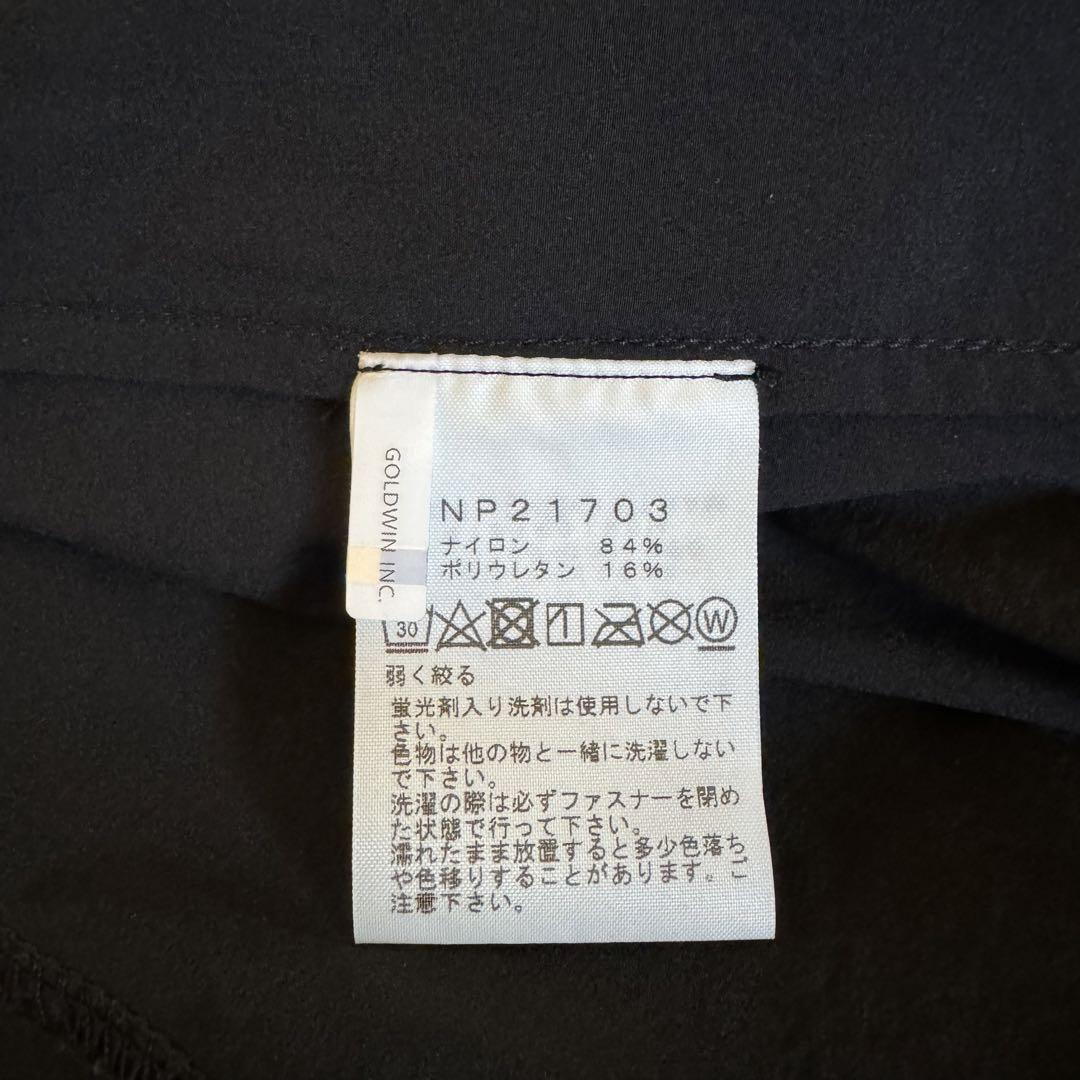 GOLDWIN INC.
NP21703
ナイロン 84%
ポリウレタン 16%
30
W
弱く絞る
蛍光剤入り洗剤は使用しないで下
さい。
色物は他の物と一緒に洗濯しない
で下さい。
洗濯の際は必ずファスナーを閉め
た状態で行って下さい。
濡れたまま放置すると多少色落ち
や色移りすることがあります。ご
注意下さい。